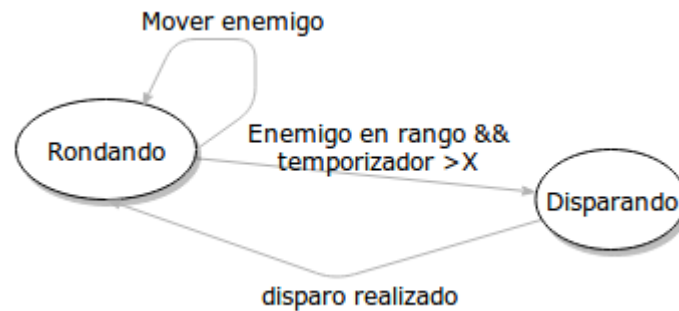 Mover enemigo
Rondando
Enemigo en rango &&
temporizador >X
Disparando
disparo realizado